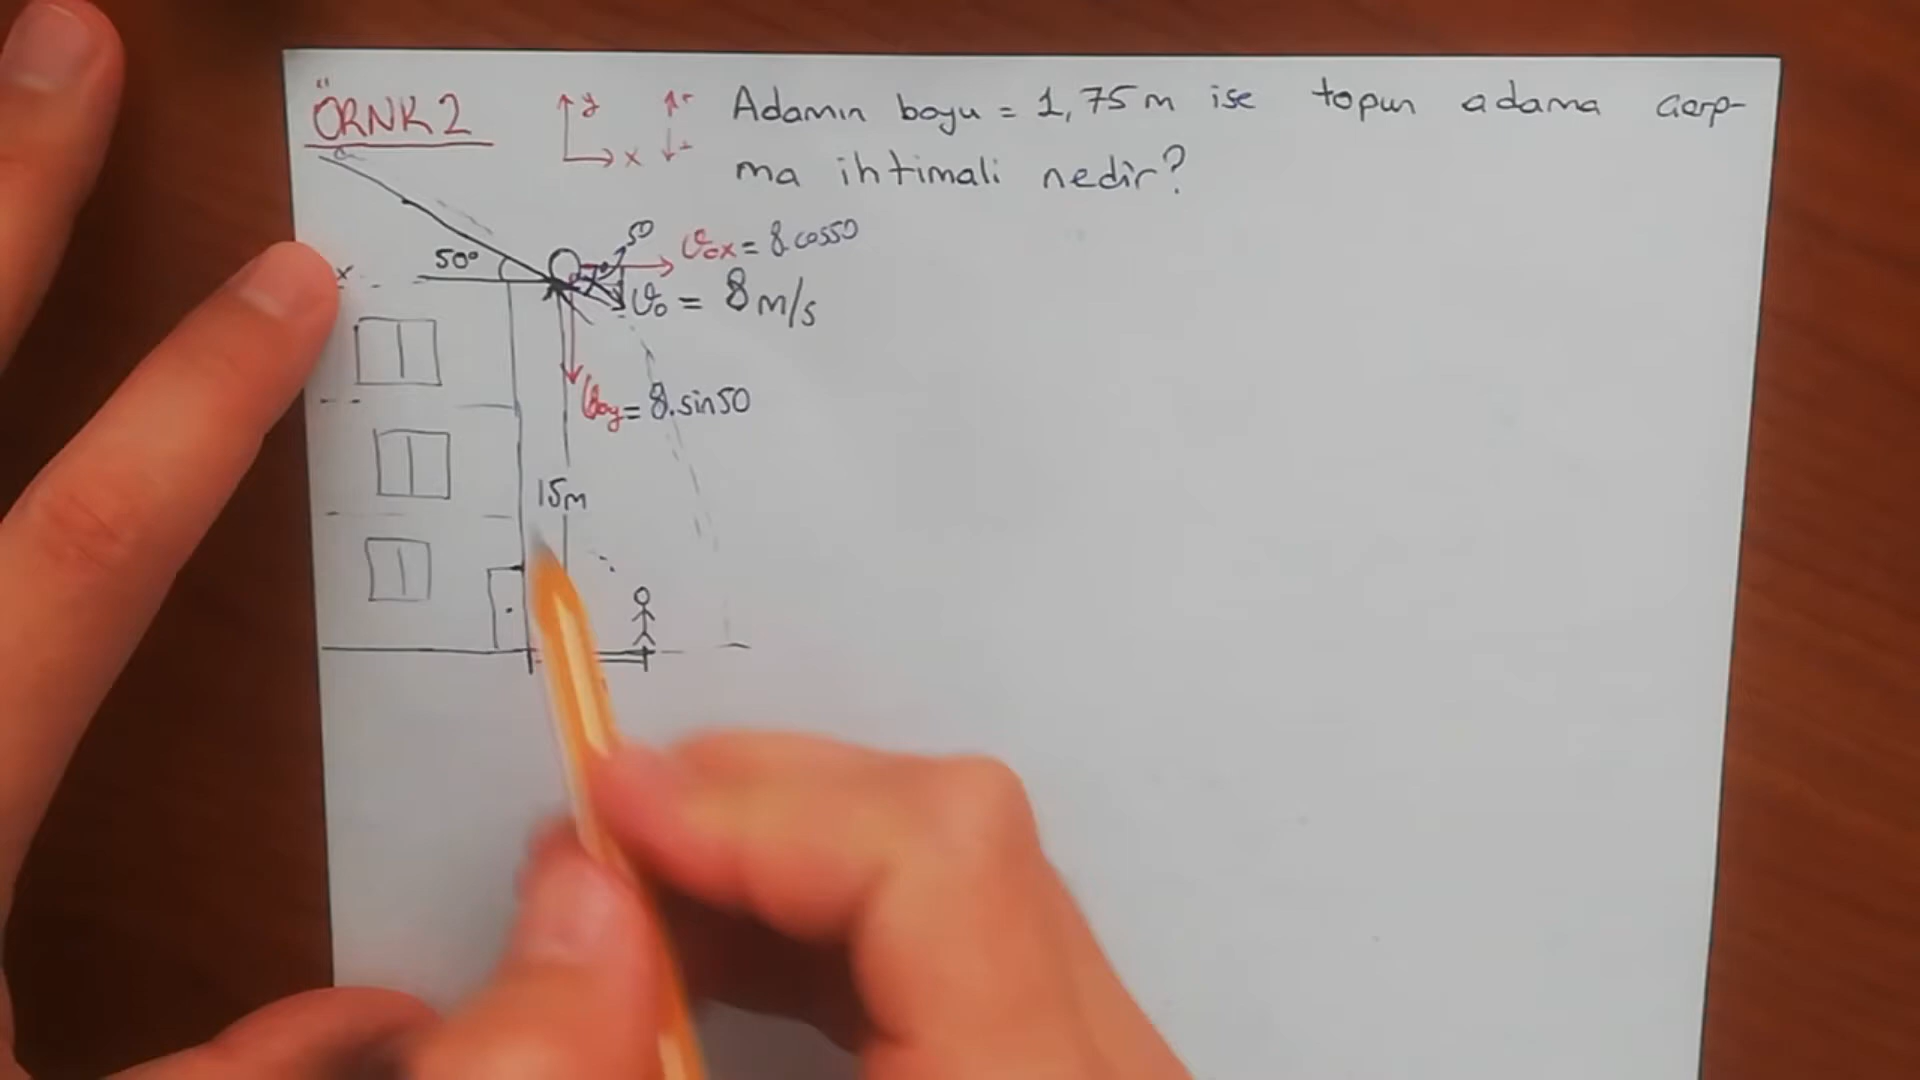 ÖRNK 2
y
x
+
-
Adamın boyu = 1,75 m ise topun adama çarp-
ma ihtimali nedir?
50°
50
V₀x = 8.cos50
V₀ = 8 m/s
V₀y = 8.sin50
15m